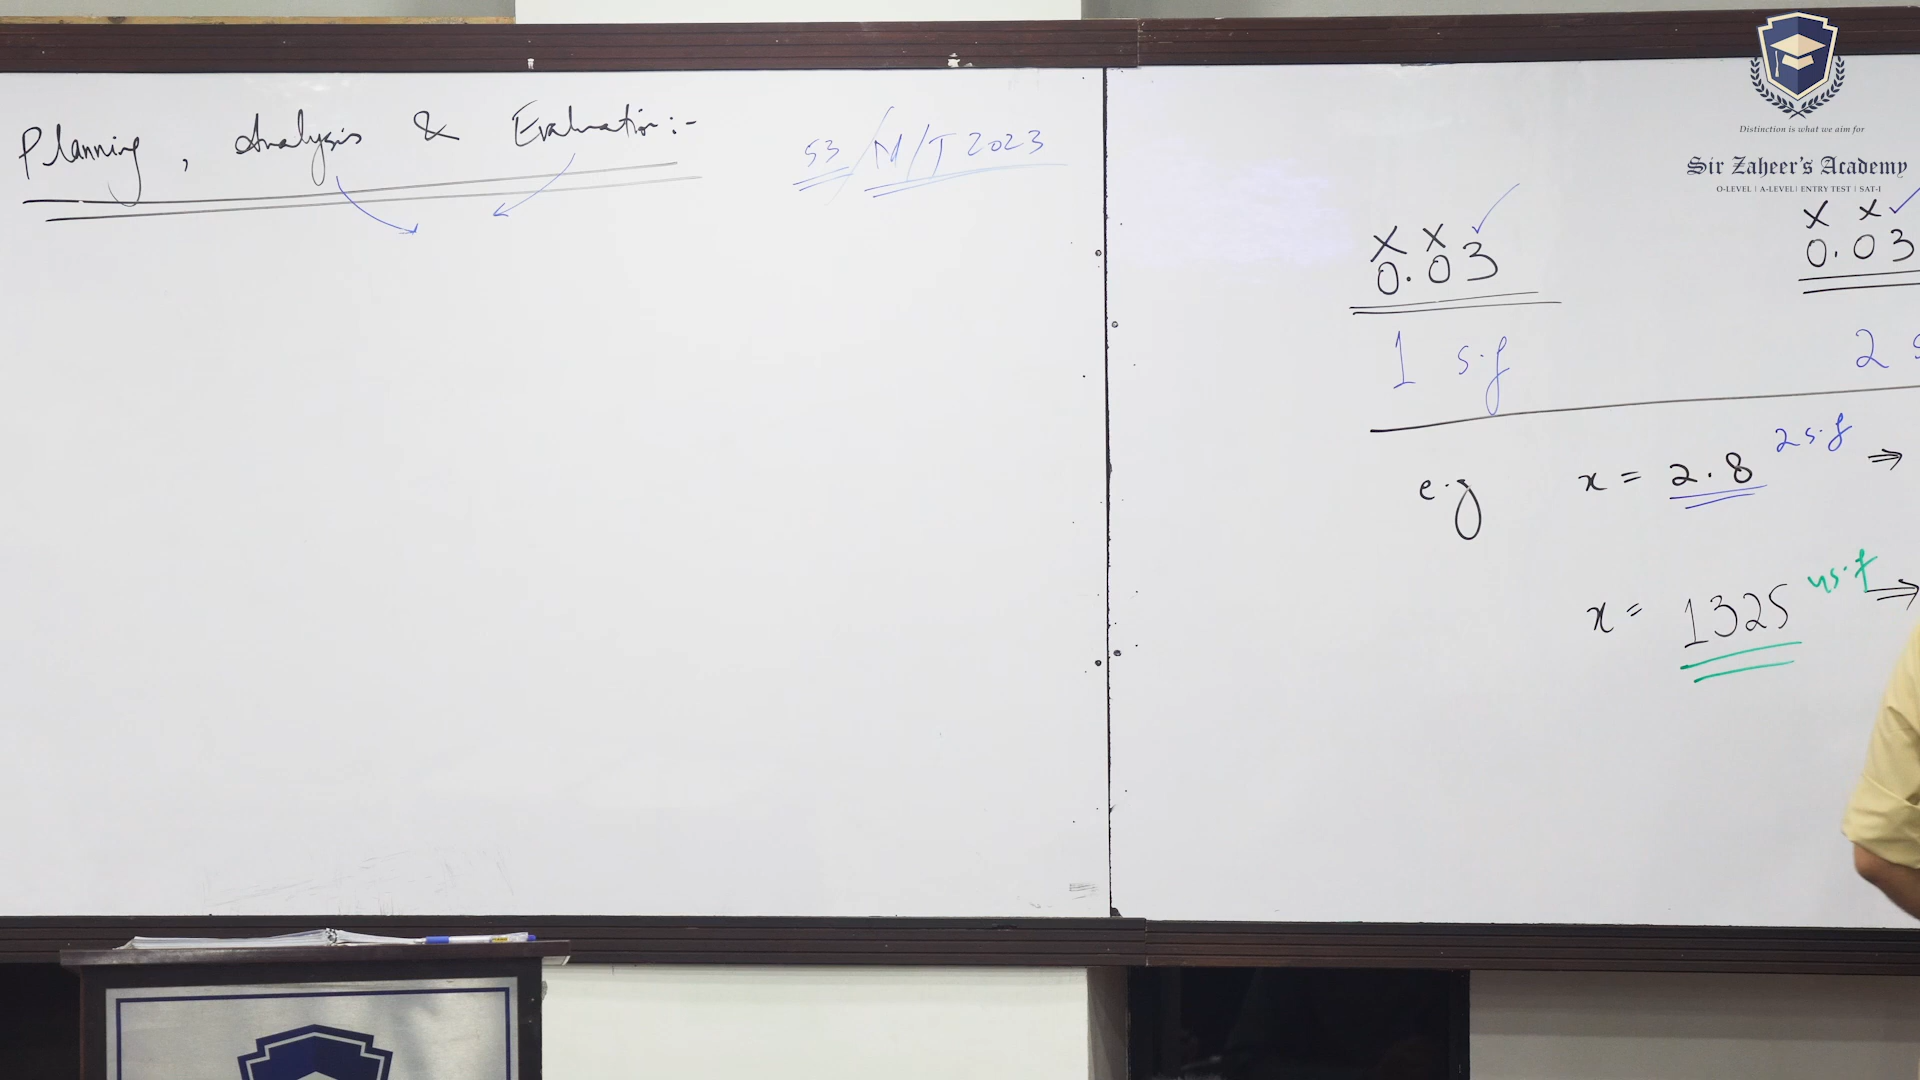 Planning, Analysis & Evaluation:-
53/M/J 2023
Distinction is what we aim for
Sir Zaheer's Academy
O-LEVEL | A-LEVEL | ENTRY TEST | SAT-I
x x ✓
0.03
1 s.f
x x ✓
0.03
2 s
e.g x = 2.8 2 s.f ⇒
x = 1325 4s.f ⇒